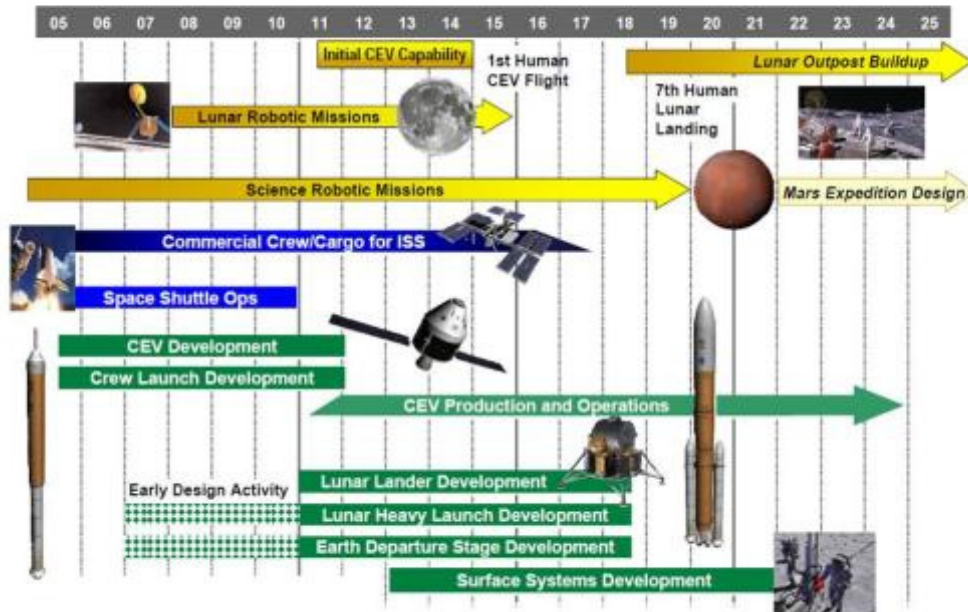 05 06 07 08 09 10 11 12 13 14 15 16 17 18 19 20 21 22 23 24 25
Initial CEV Capability
1st Human
CEV Flight
Lunar Outpost Buildup
Lunar Robotic Missions
7th Human
Lunar
Landing
Science Robotic Missions
Mars Expedition Design
Commercial Crew/Cargo for ISS
Space Shuttle Ops
CEV Development
Crew Launch Development
CEV Production and Operations
Lunar Lander Development
Early Design Activity
Lunar Heavy Launch Development
Earth Departure Stage Development
Surface Systems Development